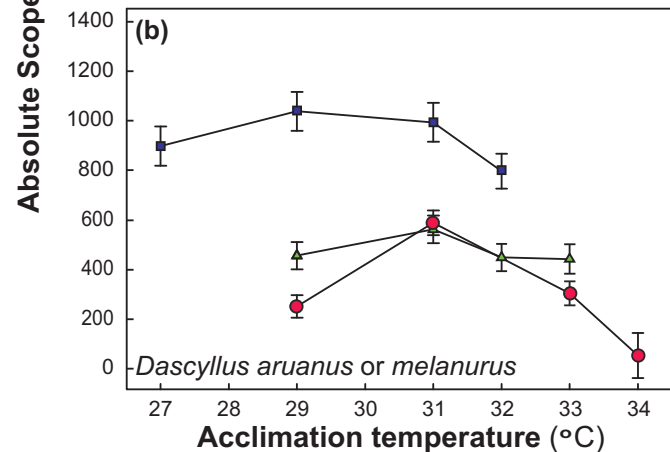 Absolute Scope
(b)
1400
1200
1000
800
600
400
200
0
Dascyllus aruanus or melanurus
27 28 29 30 31 32 33 34
Acclimation temperature (°C)